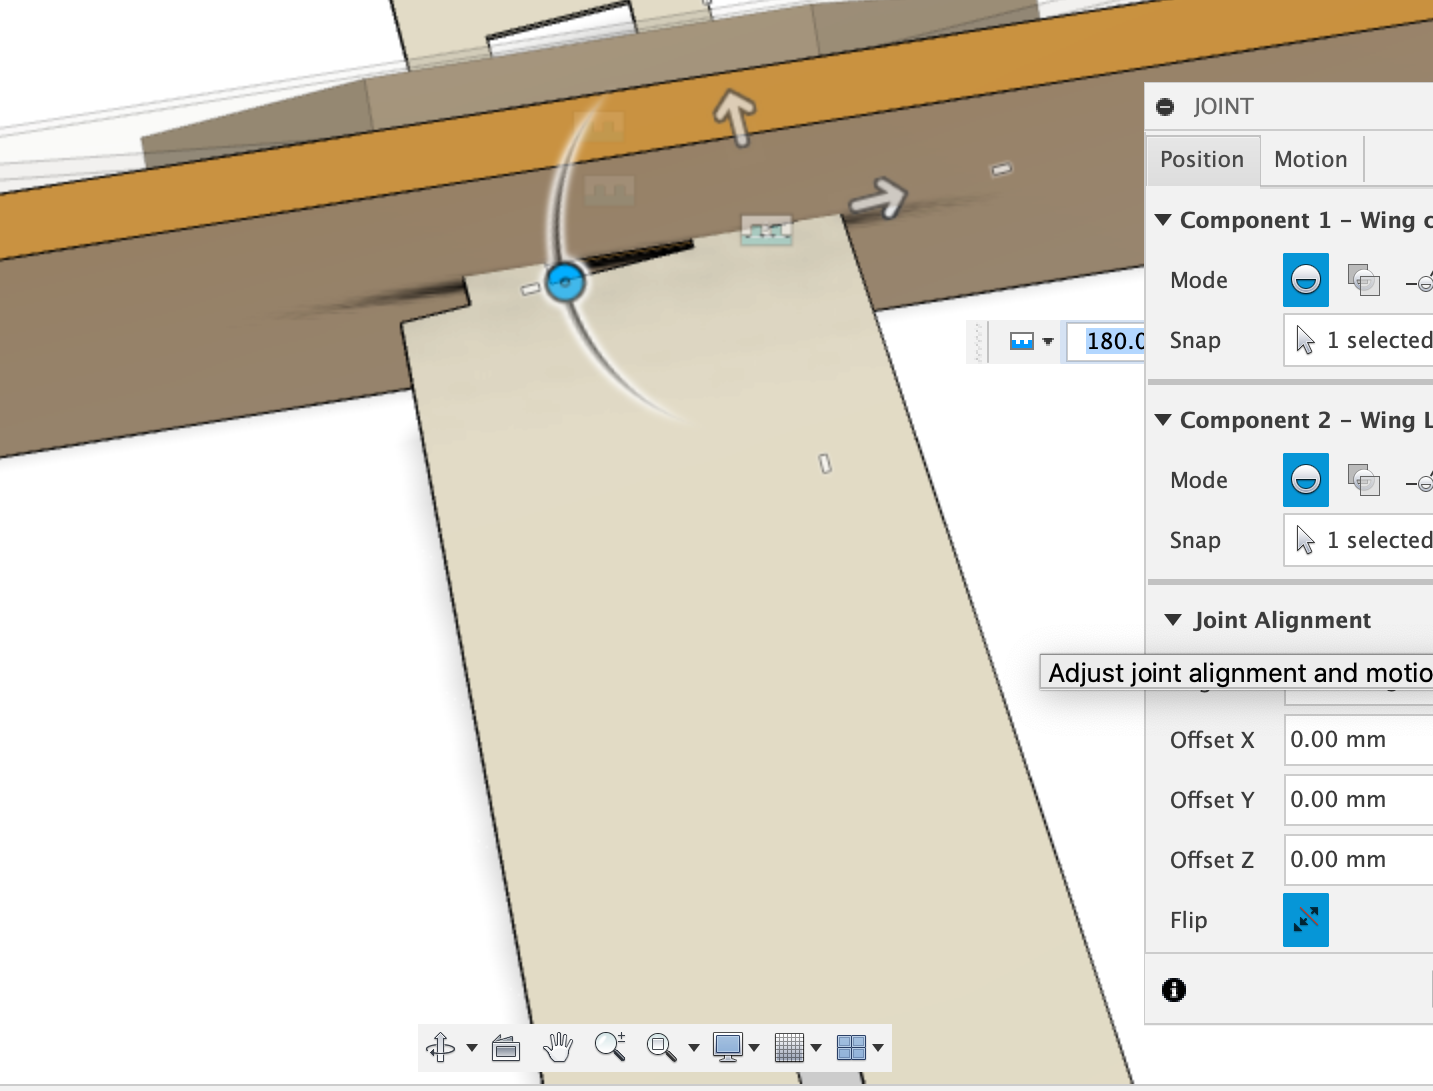 JOINT
Position Motion
Component 1 – Wing c
Mode
Snap 1 selected
180.0
Component 2 – Wing L
Mode
Snap 1 selected
Joint Alignment
Adjust joint alignment and motio
Offset X 0.00 mm
Offset Y 0.00 mm
Offset Z 0.00 mm
Flip